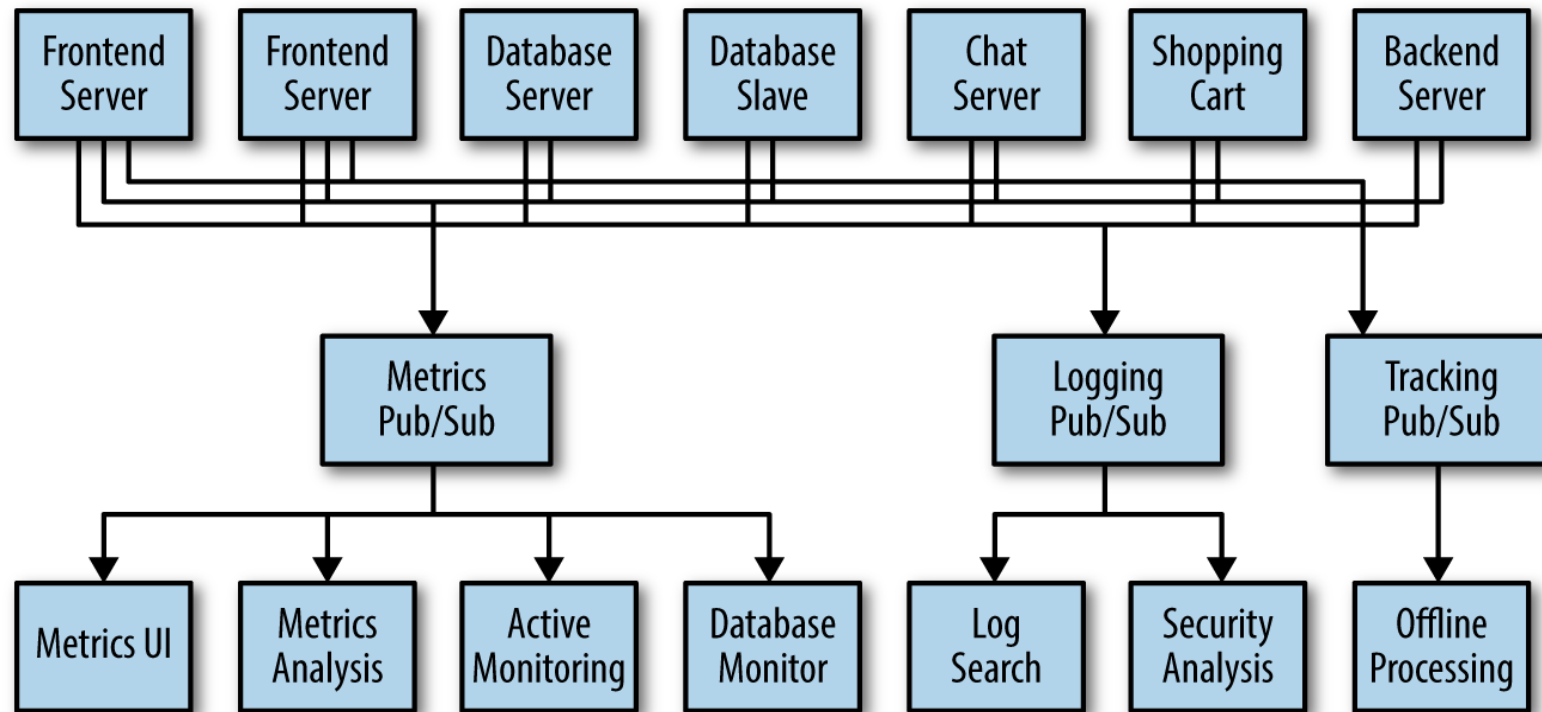 Frontend
Server
Frontend
Server
Database
Server
Database
Slave
Chat
Server
Shopping
Cart
Backend
Server
Metrics
Pub/Sub
Logging
Pub/Sub
Tracking
Pub/Sub
Metrics UI
Metrics
Analysis
Active
Monitoring
Database
Monitor
Log
Search
Security
Analysis
Offline
Processing